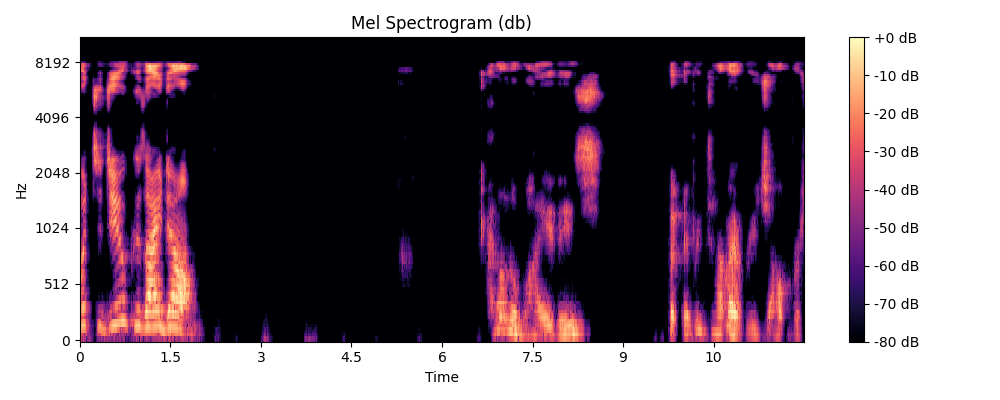 Mel Spectrogram (db)
Hz
8192
4096
2048
1024
512
0
0 1.5 3 4.5 6 7.5 9 10
Time
+0 dB
-10 dB
-20 dB
-30 dB
-40 dB
-50 dB
-60 dB
-70 dB
-80 dB